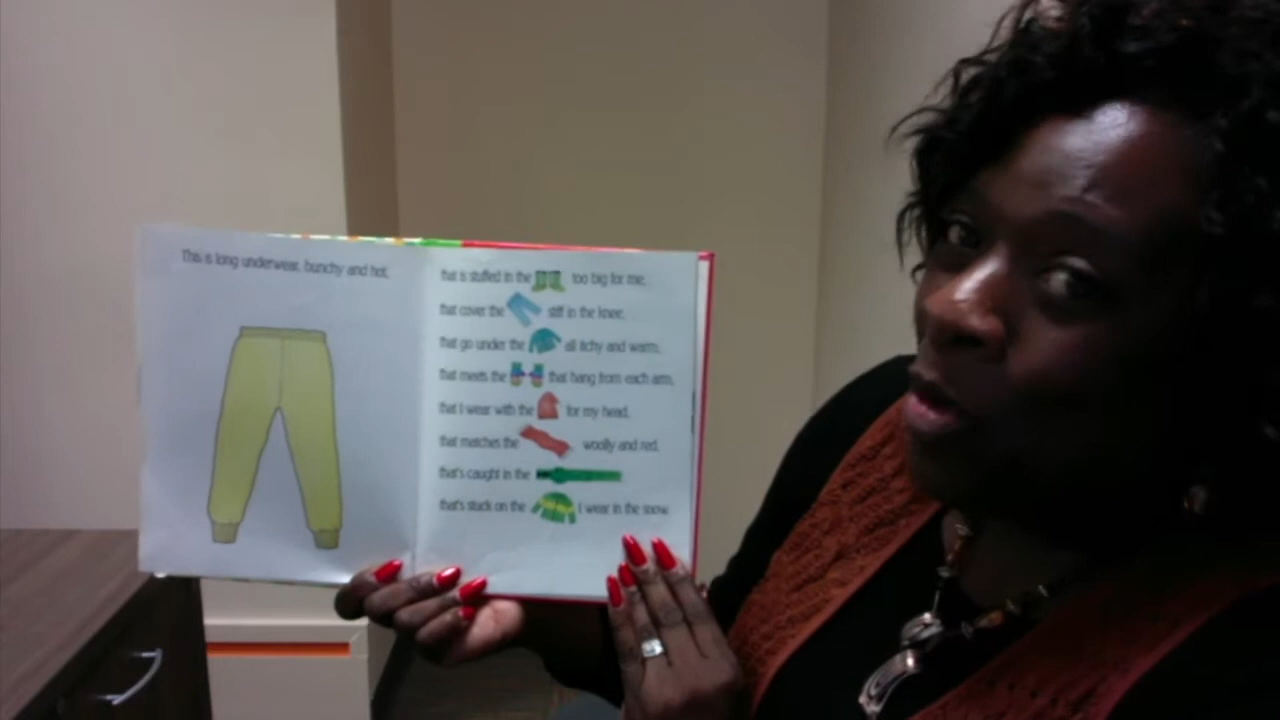 This is long underwear, bunchy and hot,
that is stuffed in the too big for me,
that cover the stiff in the knee,
that go under the all itchy and warm,
that meets the that hang from each arm,
that I wear with the for my head,
that matches the woolly and red,
that's caught in the
that's stuck on the I wear in the snow.